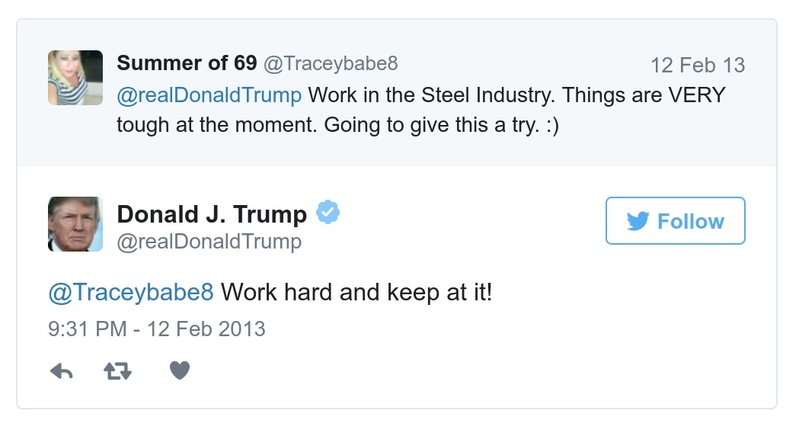 Summer of 69 @Traceybabe8 12 Feb 13
@realDonaldTrump Work in the Steel Industry. Things are VERY
tough at the moment. Going to give this a try. :)
Donald J. Trump
@realDonaldTrump
Follow
@Traceybabe8 Work hard and keep at it!
9:31 PM - 12 Feb 2013